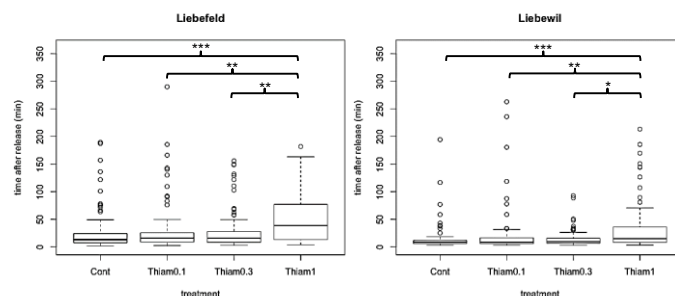 Liebefeld
time after release (min)
350
300
250
200
150
100
50
0
***
**
**
Cont Thiam0.1 Thiam0.3 Thiam1
treatment
Liebewil
time after release (min)
350
300
250
200
150
100
50
0
***
**
*
Cont Thiam0.1 Thiam0.3 Thiam1
treatment